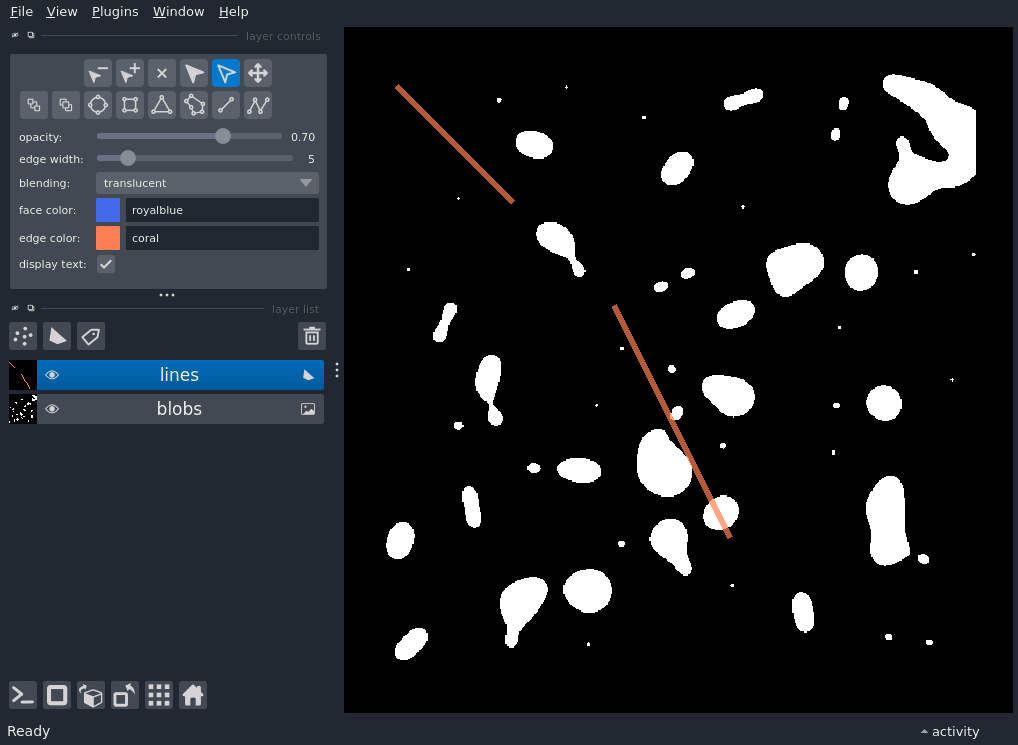 File View Plugins Window Help
layer controls
opacity: 0.70
edge width: 5
blending: translucent
face color: royalblue
edge color: coral
display text:
layer list
lines
blobs
Ready
activity